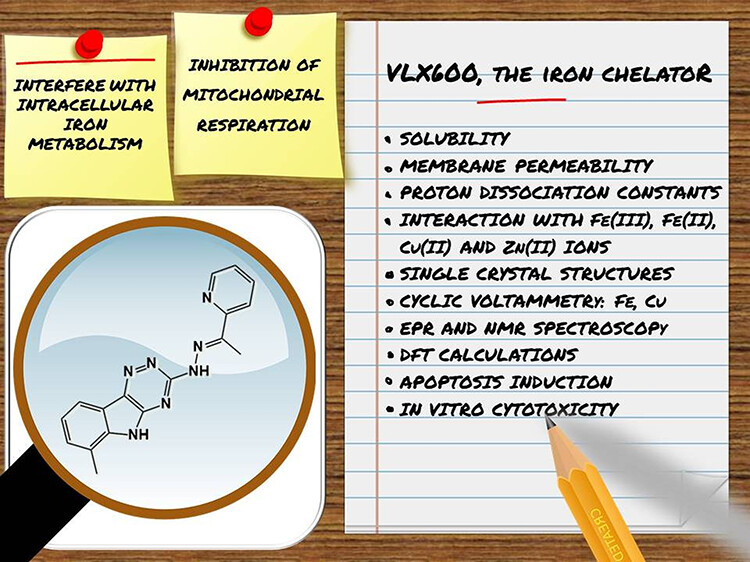 INTERFERE WITH
INTRACELLULAR
IRON
METABOLISM
INHIBITION OF
MITOCHONDRIAL
RESPIRATION
VLX600, THE IRON CHELATOR
• SOLUBILITY
• MEMBRANE PERMEABILITY
• PROTON DISSOCIATION CONSTANTS
• INTERACTION WITH FE(III), FE(II),
CU(II) AND ZN(II) IONS
• SINGLE CRYSTAL STRUCTURES
• CYCLIC VOLTAMMETRY: FE, CU
• EPR AND NMR SPECTROSCOPY
• DFT CALCULATIONS
• APOPTOSIS INDUCTION
• IN VITRO CYTOTOXICITY
N
N
NH
N
N
N
NH
CREATED